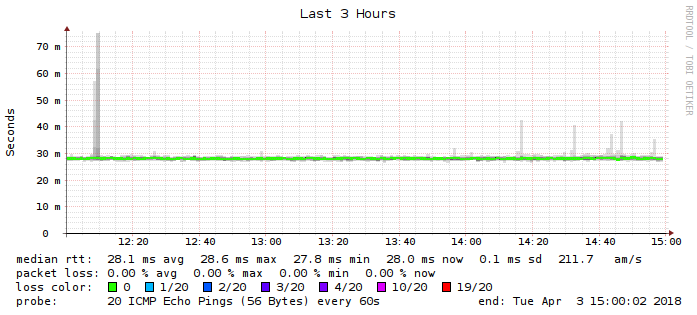 Last 3 Hours
RRDTOOL / TOBI OETIKER
Seconds
70 m
60 m
50 m
40 m
30 m
20 m
10 m
0
12:20 12:40 13:00 13:20 13:40 14:00 14:20 14:40 15:00
median rtt: 28.1 ms avg 28.6 ms max 27.8 ms min 28.0 ms now 0.1 ms sd 211.7 am/s
packet loss: 0.00 % avg 0.00 % max 0.00 % min 0.00 % now
loss color: 0 1/20 2/20 3/20 4/20 10/20 19/20
probe: 20 ICMP Echo Pings (56 Bytes) every 60s end: Tue Apr 3 15:00:02 2018